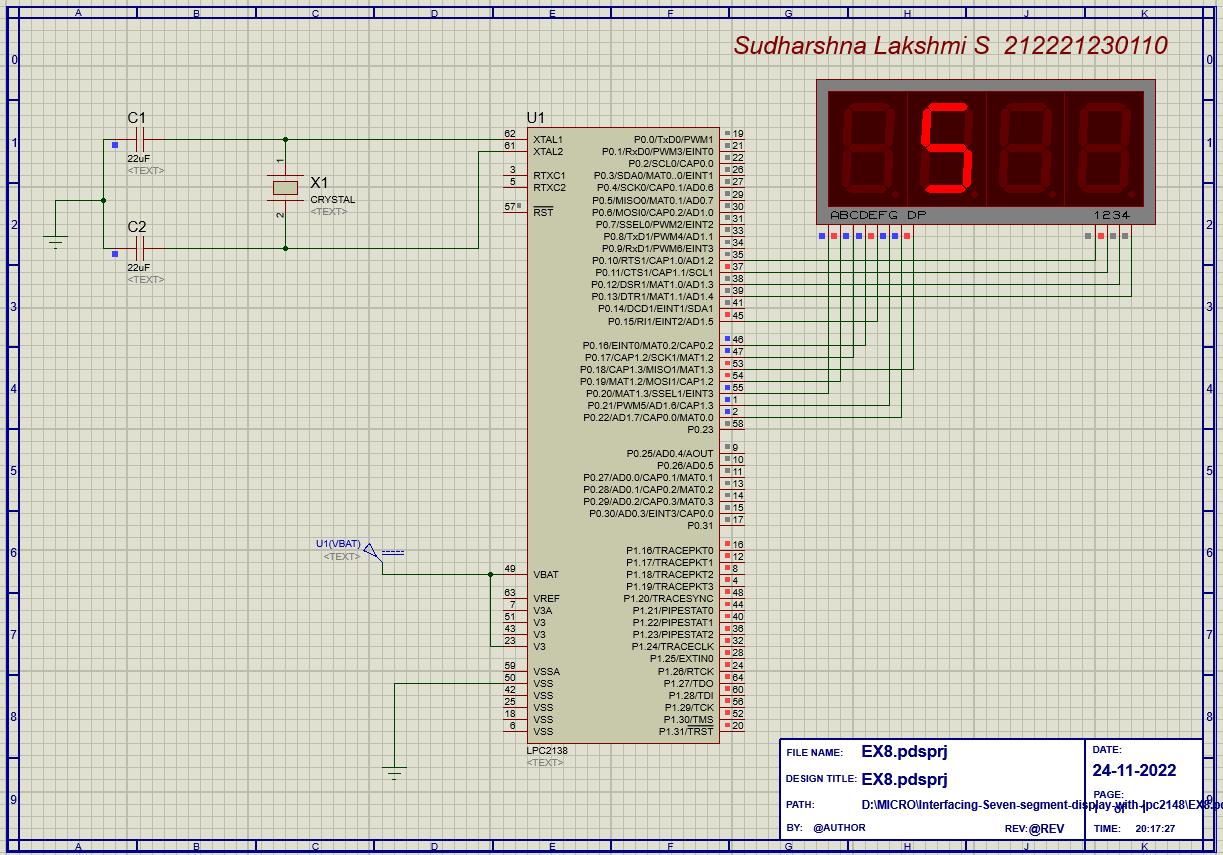 A B C D E F G H J K
Sudharshna Lakshmi S 212221230110
0 0
1 1
2 2
3 3
4 4
5 5
6 6
7 7
8 8
9 9
C1
22uF
<TEXT>
C2
22uF
<TEXT>
1
X1
CRYSTAL
<TEXT>
2
U1
62 XTAL1
61 XTAL2
3 RTXC1
5 RTXC2
57 RST
49 VBAT
63 VREF
7 V3A
51 V3
43 V3
23 V3
59 VSSA
50 VSS
42 VSS
25 VSS
18 VSS
6 VSS
P0.0/TxD0/PWM1 19
P0.1/RxD0/PWM3/EINT0 21
P0.2/SCL0/CAP0.0 22
P0.3/SDA0/MAT0..0/EINT1 26
P0.4/SCK0/CAP0.1/AD0.6 27
P0.5/MISO0/MAT0.1/AD0.7 29
P0.6/MOSI0/CAP0.2/AD1.0 30
P0.7/SSEL0/PWM2/EINT2 31
P0.8/TxD1/PWM4/AD1.1 33
P0.9/RxD1/PWM6/EINT3 34
P0.10/RTS1/CAP1.0/AD1.2 35
P0.11/CTS1/CAP1.1/SCL1 37
P0.12/DSR1/MAT1.0/AD1.3 38
P0.13/DTR1/MAT1.1/AD1.4 39
P0.14/DCD1/EINT1/SDA1 41
P0.15/RI1/EINT2/AD1.5 45
P0.16/EINT0/MAT0.2/CAP0.2 46
P0.17/CAP1.2/SCK1/MAT1.2 47
P0.18/CAP1.3/MISO1/MAT1.3 53
P0.19/MAT1.2/MOSI1/CAP1.2 54
P0.20/MAT1.3/SSEL1/EINT3 55
P0.21/PWM5/AD1.6/CAP1.3 1
P0.22/AD1.7/CAP0.0/MAT0.0 2
P0.23 58
P0.25/AD0.4/AOUT 9
P0.26/AD0.5 10
P0.27/AD0.0/CAP0.1/MAT0.1 11
P0.28/AD0.1/CAP0.2/MAT0.2 13
P0.29/AD0.2/CAP0.3/MAT0.3 14
P0.30/AD0.3/EINT3/CAP0.0 15
P0.31 17
P1.16/TRACEPKT0 16
P1.17/TRACEPKT1 12
P1.18/TRACEPKT2 8
P1.19/TRACEPKT3 4
P1.20/TRACESYNC 48
P1.21/PIPESTAT0 44
P1.22/PIPESTAT1 40
P1.23/PIPESTAT2 36
P1.24/TRACECLK 32
P1.25/EXTIN0 28
P1.26/RTCK 24
P1.27/TDO 64
P1.28/TDI 60
P1.29/TCK 56
P1.30/TMS 52
P1.31/TRST 20
LPC2138
<TEXT>
U1(VBAT)
<TEXT>
5
ABCDEFG DP 1234
FILE NAME: EX8.pdsprj
DESIGN TITLE: EX8.pdsprj
PATH: D:\MICRO\Interfacing-Seven-segment-display-with-lpc2148\EX8.p
BY: @AUTHOR REV:@REV
DATE:
24-11-2022
PAGE:
TIME: 20:17:27
A B C D E F G H J K